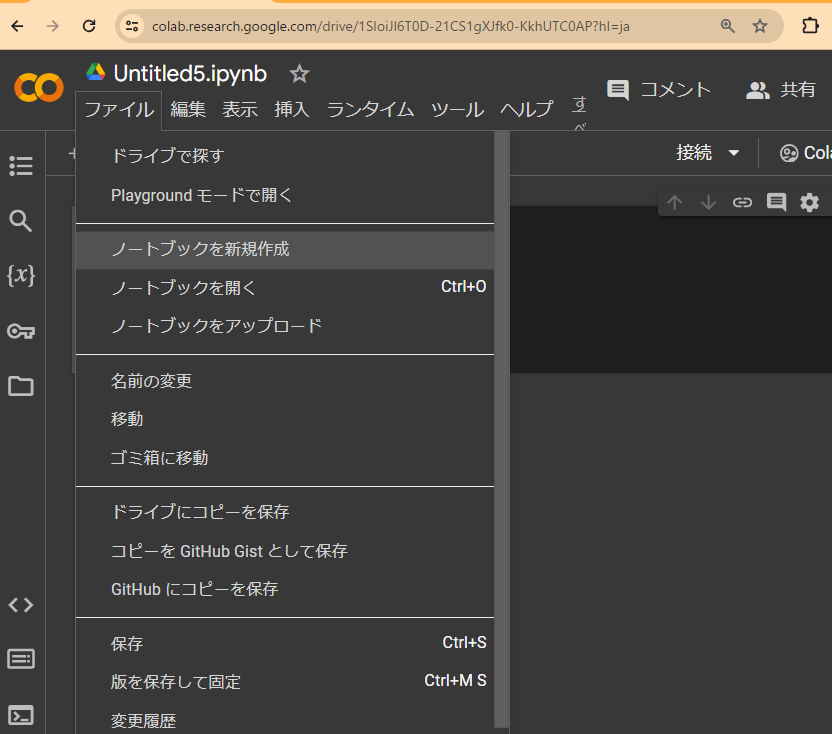 colab.research.google.com/drive/1SIoiJI6T0D-21CS1gXJfk0-KkhUTC0AP?hl=ja
Untitled5.ipynb
ファイル 編集 表示 挿入 ランタイム ツール ヘルプ すべ
コメント 共有
接続 Cola
ドライブで探す
Playground モードで開く
ノートブックを新規作成
ノートブックを開く Ctrl+O
ノートブックをアップロード
名前の変更
移動
ゴミ箱に移動
ドライブにコピーを保存
コピーを GitHub Gist として保存
GitHub にコピーを保存
保存 Ctrl+S
版を保存して固定 Ctrl+M S
変更履歴